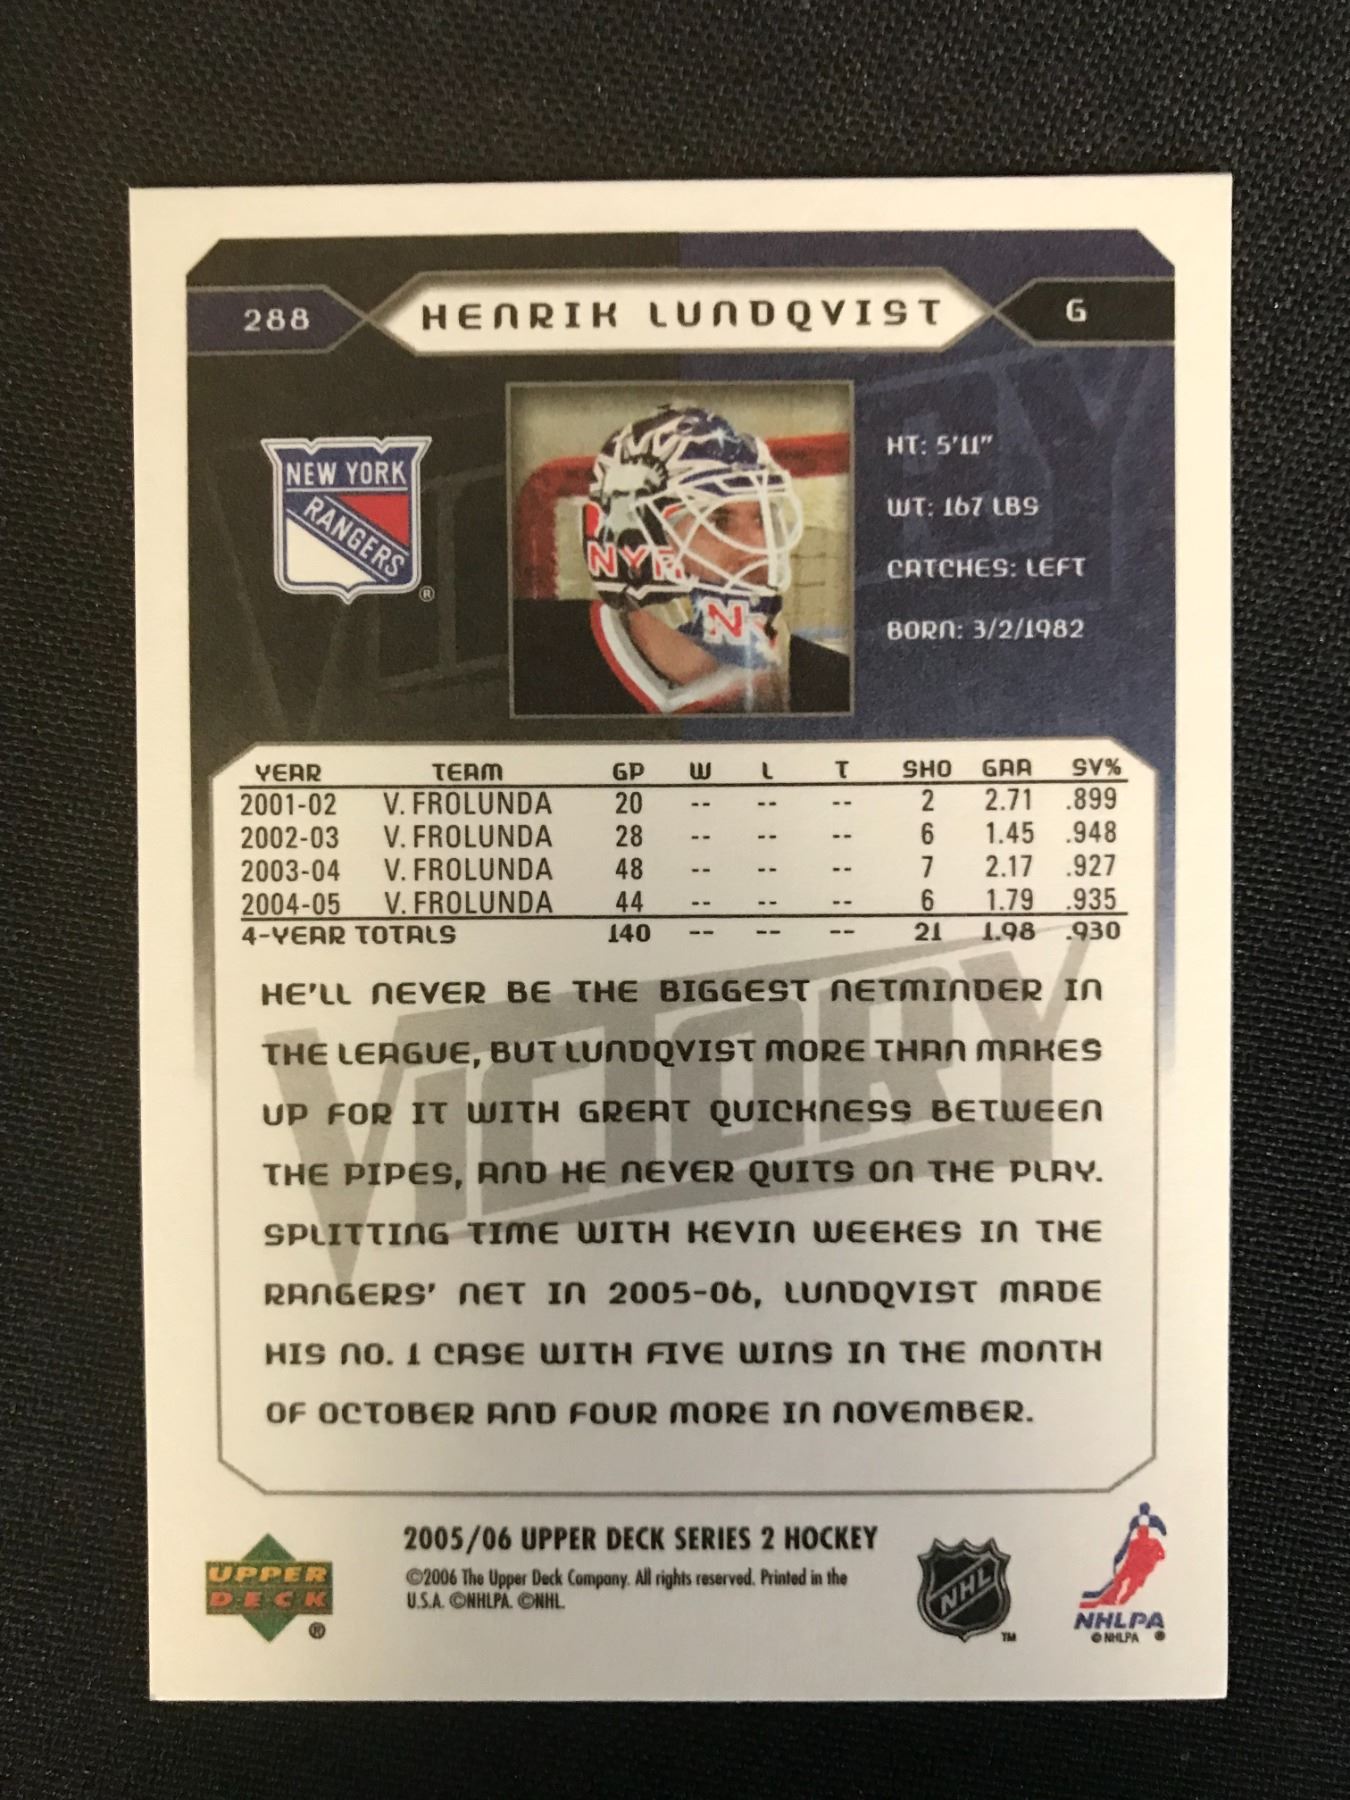 288 HENRIK LUNDQVIST G
NEW YORK
RANGERS
®
NYR
N
HT: 5'11"
WT: 167 LBS
CATCHES: LEFT
BORN: 3/2/1982
YEAR TEAM GP W L T SHO GAA SV%
2001-02 V. FROLUNDA 20 -- -- -- 2 2.71 .899
2002-03 V. FROLUNDA 28 -- -- -- 6 1.45 .948
2003-04 V. FROLUNDA 48 -- -- -- 7 2.17 .927
2004-05 V. FROLUNDA 44 -- -- -- 6 1.79 .935
4-YEAR TOTALS 140 -- -- -- 21 1.98 .930
VICTORY
HE'LL NEVER BE THE BIGGEST NETMINDER IN
THE LEAGUE, BUT LUNDQVIST MORE THAN MAKES
UP FOR IT WITH GREAT QUICKNESS BETWEEN
THE PIPES, AND HE NEVER QUITS ON THE PLAY.
SPLITTING TIME WITH KEVIN WEEKES IN THE
RANGERS' NET IN 2005-06, LUNDQVIST MADE
HIS NO. 1 CASE WITH FIVE WINS IN THE MONTH
OF OCTOBER AND FOUR MORE IN NOVEMBER.
UPPER
DECK
®
2005/06 UPPER DECK SERIES 2 HOCKEY
©2006 The Upper Deck Company. All rights reserved. Printed in the
U.S.A. ©NHLPA. ©NHL.
NHL
TM
NHLPA
© NHLPA ®